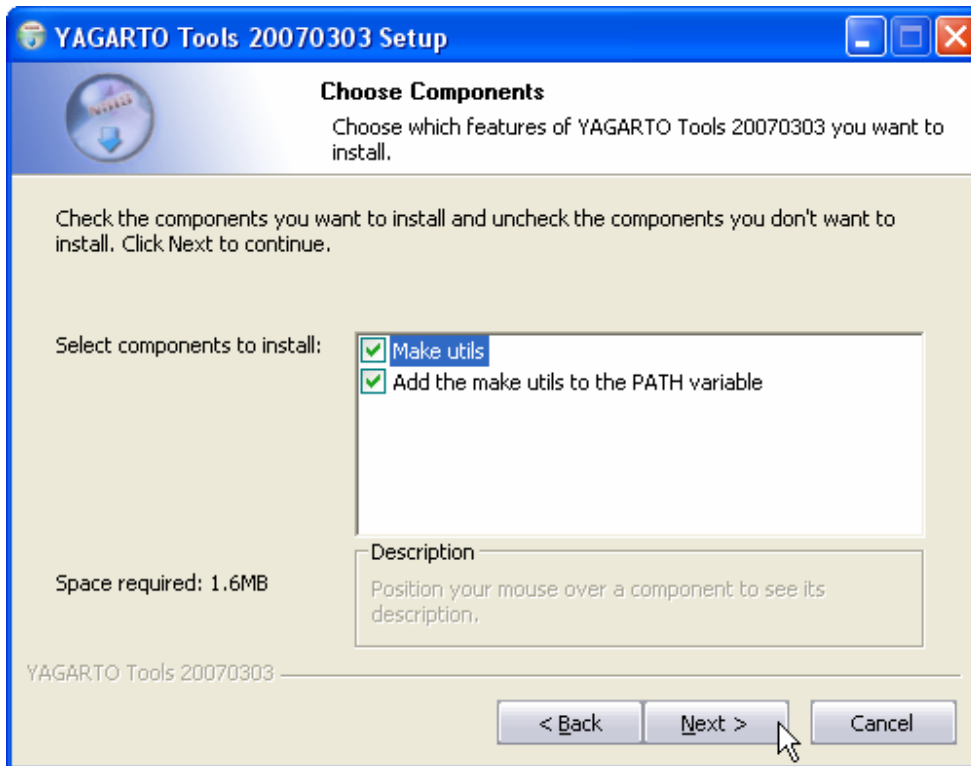 YAGARTO Tools 20070303 Setup
NSIS
Choose Components
Choose which features of YAGARTO Tools 20070303 you want to
install.
Check the components you want to install and uncheck the components you don't want to
install. Click Next to continue.
Select components to install:
Make utils
Add the make utils to the PATH variable
Space required: 1.6MB
Description
Position your mouse over a component to see its
description.
YAGARTO Tools 20070303
< Back
Next >
Cancel